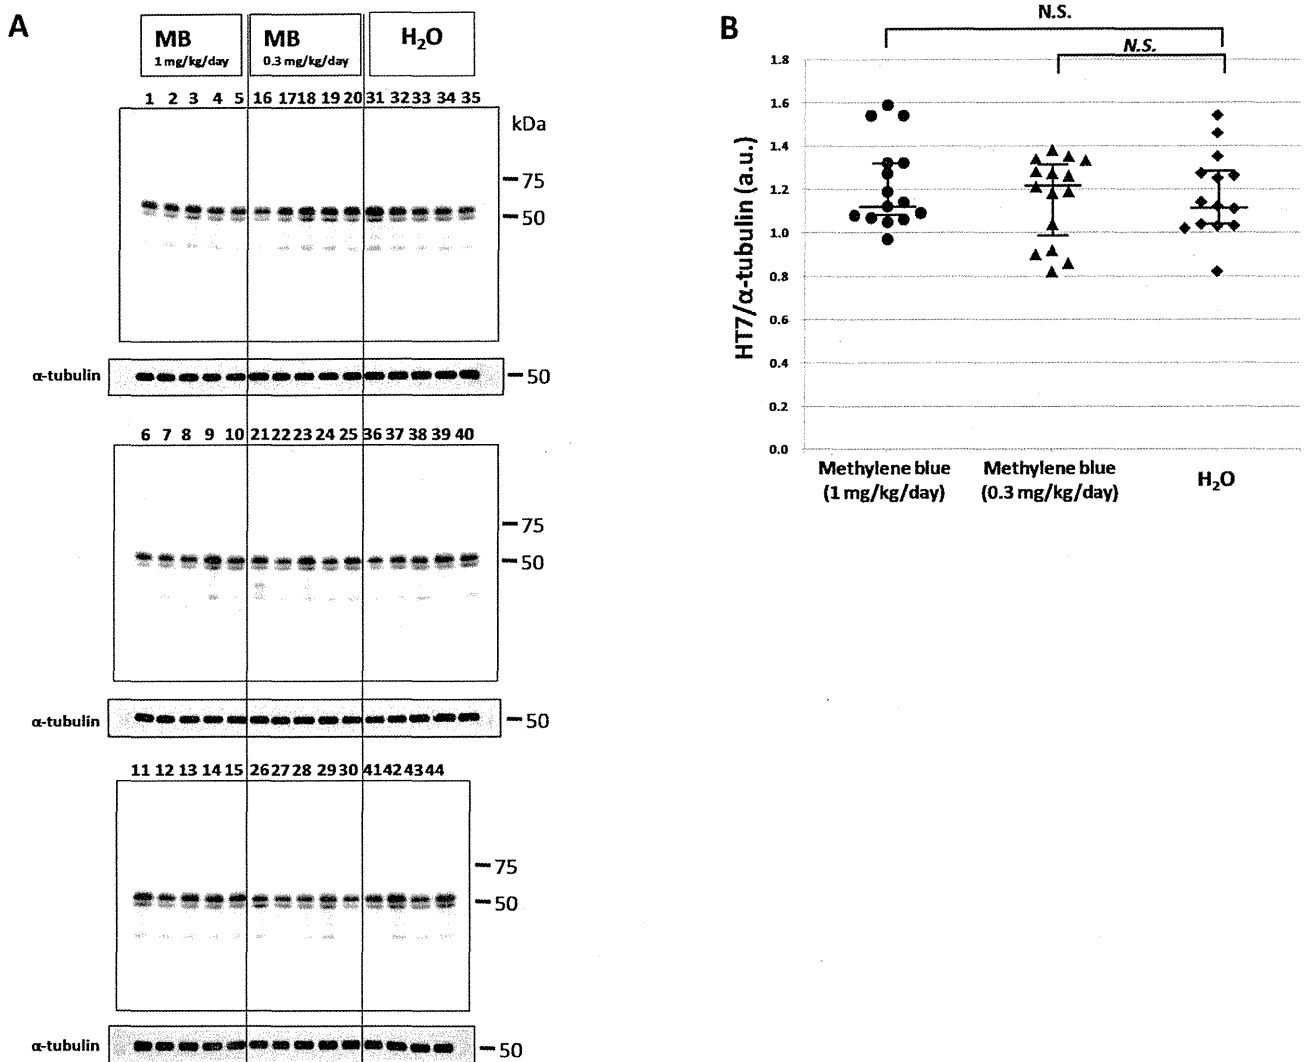 A
MB
1 mg/kg/day
MB
0.3 mg/kg/day
H₂O
1 2 3 4 5 16 17 18 19 20 31 32 33 34 35
kDa
75
50
α-tubulin
50
6 7 8 9 10 21 22 23 24 25 36 37 38 39 40
75
50
α-tubulin
50
11 12 13 14 15 26 27 28 29 30 41 42 43 44
75
50
α-tubulin
50
B
N.S.
N.S.
HT7/α-tubulin (a.u.)
1.8
1.6
1.4
1.2
1.0
0.8
0.6
0.4
0.2
0.0
Methylene blue
(1 mg/kg/day)
Methylene blue
(0.3 mg/kg/day)
H₂O